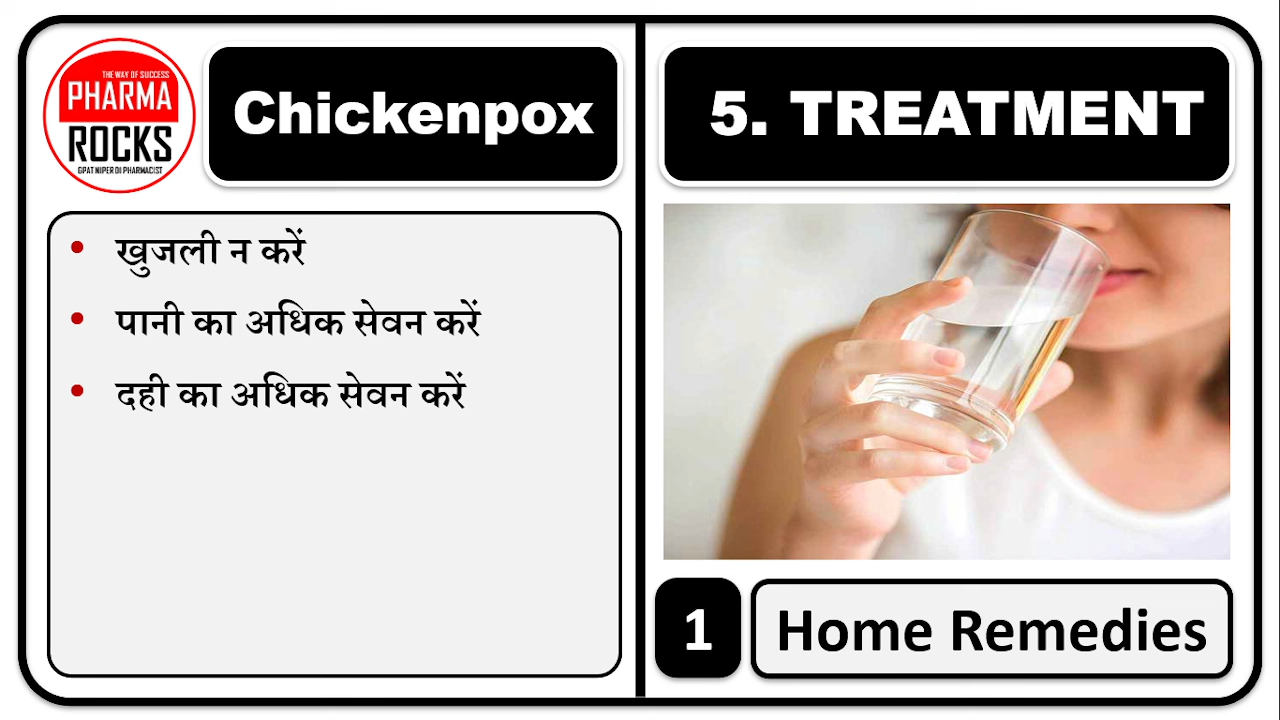 THE WAY OF SUCCESS
PHARMA
ROCKS
GPAT NIPER DI PHARMACIST
Chickenpox
• खुजली न करें
• पानी का अधिक सेवन करें
• दही का अधिक सेवन करें
5. TREATMENT
1
Home Remedies